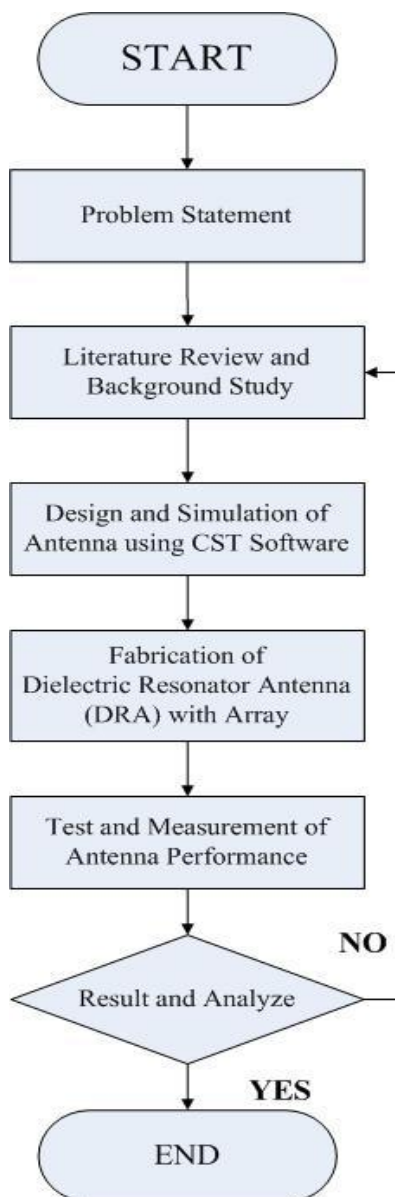 START
Problem Statement
Literature Review and
Background Study
Design and Simulation of
Antenna using CST Software
Fabrication of
Dielectric Resonator Antenna
(DRA) with Array
Test and Measurement of
Antenna Performance
NO
Result and Analyze
YES
END